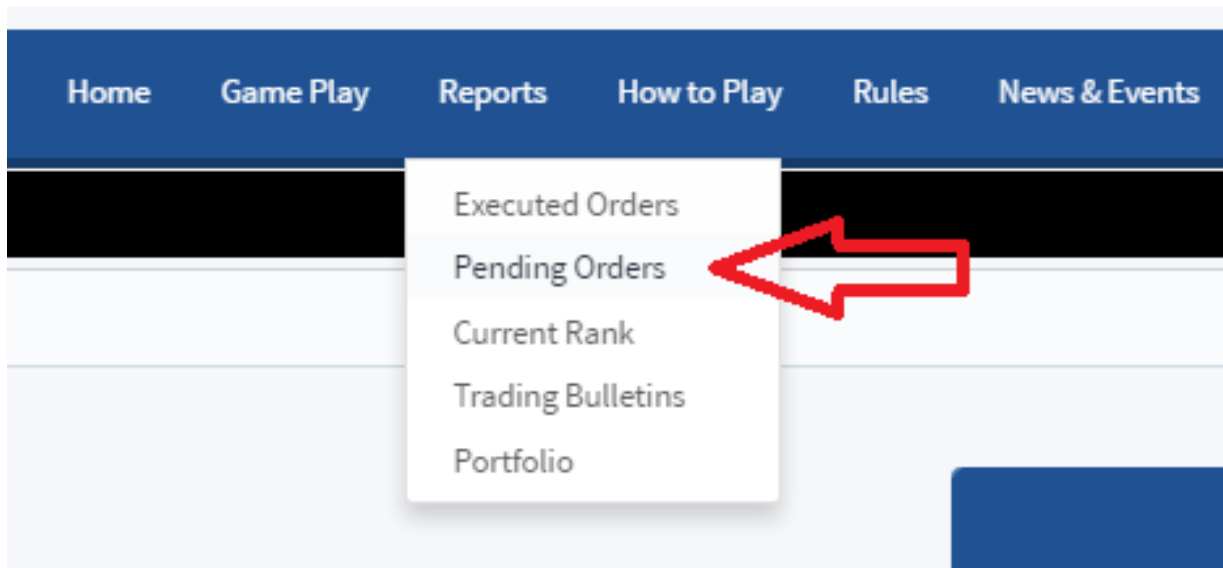 Home Game Play Reports How to Play Rules News & Events
Executed Orders
Pending Orders
Current Rank
Trading Bulletins
Portfolio